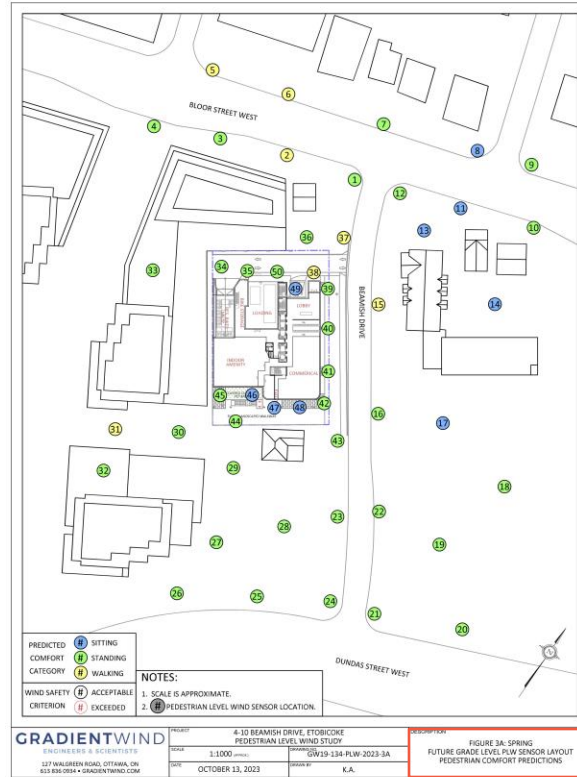 5
6
BLOOR STREET WEST
7
4
3
2
8
9
1
12
11
10
13
36
37
33
34
35
50
38
49
39
14
LOADING
LOBBY
15
BEAMISH DRIVE
40
INDOOR
AMENITY
COMMERCIAL
41
45
46
47
48
42
16
17
44
31
30
43
32
29
18
22
23
28
27
19
26
25
24
21
20
DUNDAS STREET WEST
PREDICTED
COMFORT
CATEGORY
# SITTING
# STANDING
# WALKING
WIND SAFETY
CRITERION
# ACCEPTABLE
# EXCEEDED
NOTES:
1. SCALE IS APPROXIMATE.
2. # PEDESTRIAN LEVEL WIND SENSOR LOCATION.
GRADIENTWIND
ENGINEERS & SCIENTISTS
127 WALGREEN ROAD, OTTAWA, ON
613 836 0934 • GRADIENTWIND.COM
PROJECT
4-10 BEAMISH DRIVE, ETOBICOKE
PEDESTRIAN LEVEL WIND STUDY
SCALE
1:1000 (APPROX.)
DRAWING NO.
GW19-134-PLW-2023-3A
DATE
OCTOBER 13, 2023
DRAWN BY
K.A.
DESCRIPTION
FIGURE 3A: SPRING
FUTURE GRADE LEVEL PLW SENSOR LAYOUT
PEDESTRIAN COMFORT PREDICTIONS